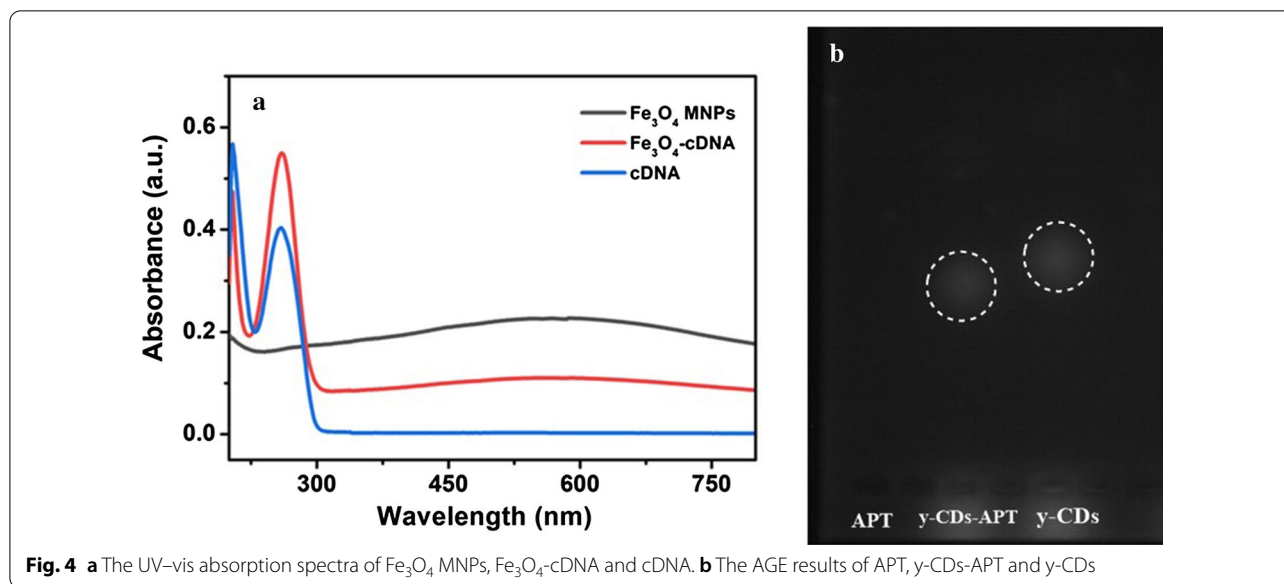 a
Fe₃O₄ MNPs
Fe₃O₄-cDNA
cDNA
Absorbance (a.u.)
0.6
0.4
0.2
0.0
300 450 600 750
Wavelength (nm)
b
APT y-CDs-APT y-CDs
Fig. 4 a The UV–vis absorption spectra of Fe₃O₄ MNPs, Fe₃O₄-cDNA and cDNA. b The AGE results of APT, y-CDs-APT and y-CDs